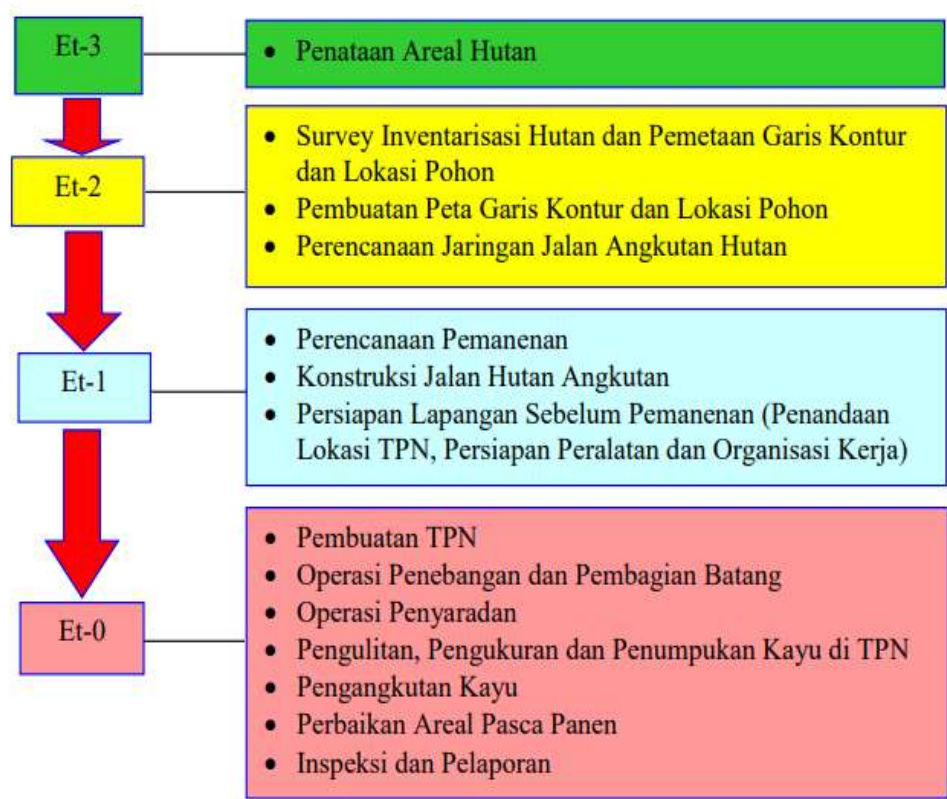 Et-3
• Penataan Areal Hutan
Et-2
• Survey Inventarisasi Hutan dan Pemetaan Garis Kontur
dan Lokasi Pohon
• Pembuatan Peta Garis Kontur dan Lokasi Pohon
• Perencanaan Jaringan Jalan Angkutan Hutan
Et-1
• Perencanaan Pemanenan
• Konstruksi Jalan Hutan Angkutan
• Persiapan Lapangan Sebelum Pemanenan (Penandaan
Lokasi TPN, Persiapan Peralatan dan Organisasi Kerja)
Et-0
• Pembuatan TPN
• Operasi Penebangan dan Pembagian Batang
• Operasi Penyaradan
• Pengulitan, Pengukuran dan Penumpukan Kayu di TPN
• Pengangkutan Kayu
• Perbaikan Areal Pasca Panen
• Inspeksi dan Pelaporan